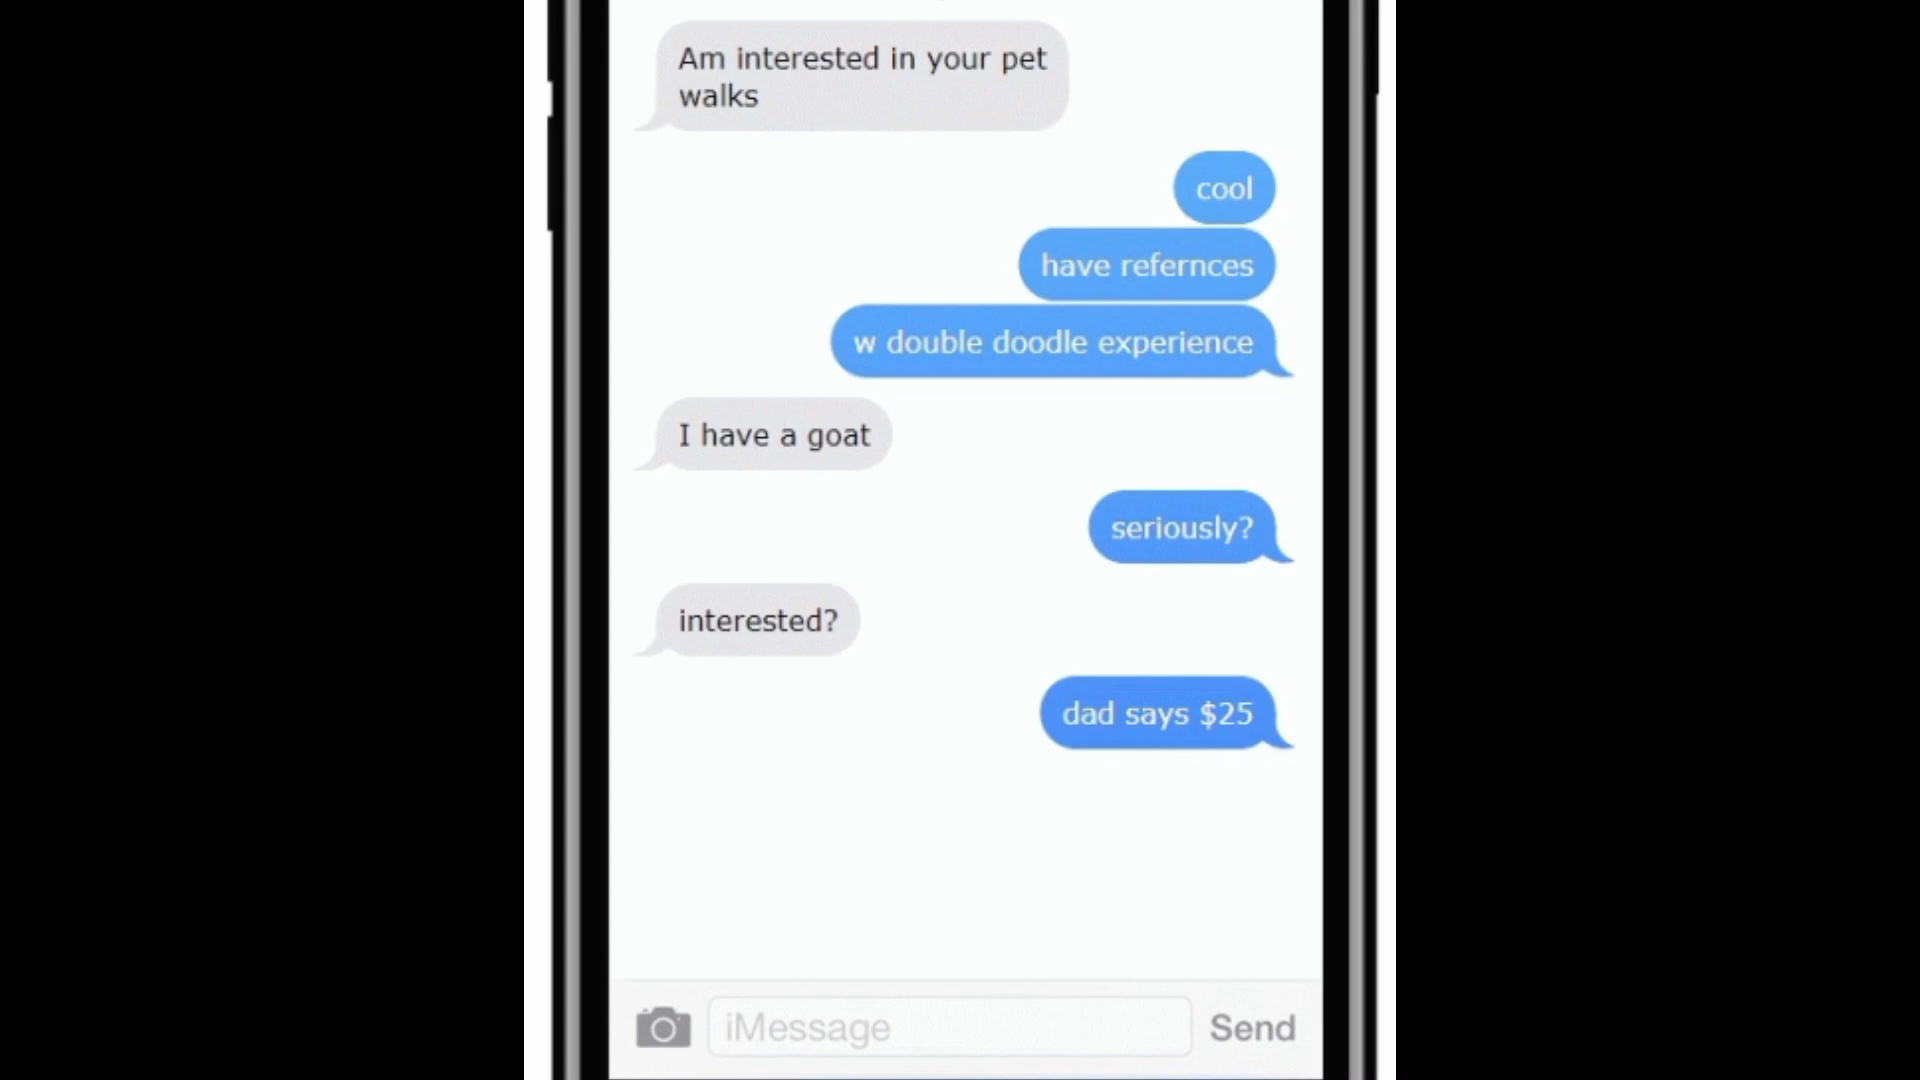 Am interested in your pet
walks
cool
have refernces
w double doodle experience
I have a goat
seriously?
interested?
dad says $25
iMessage
Send